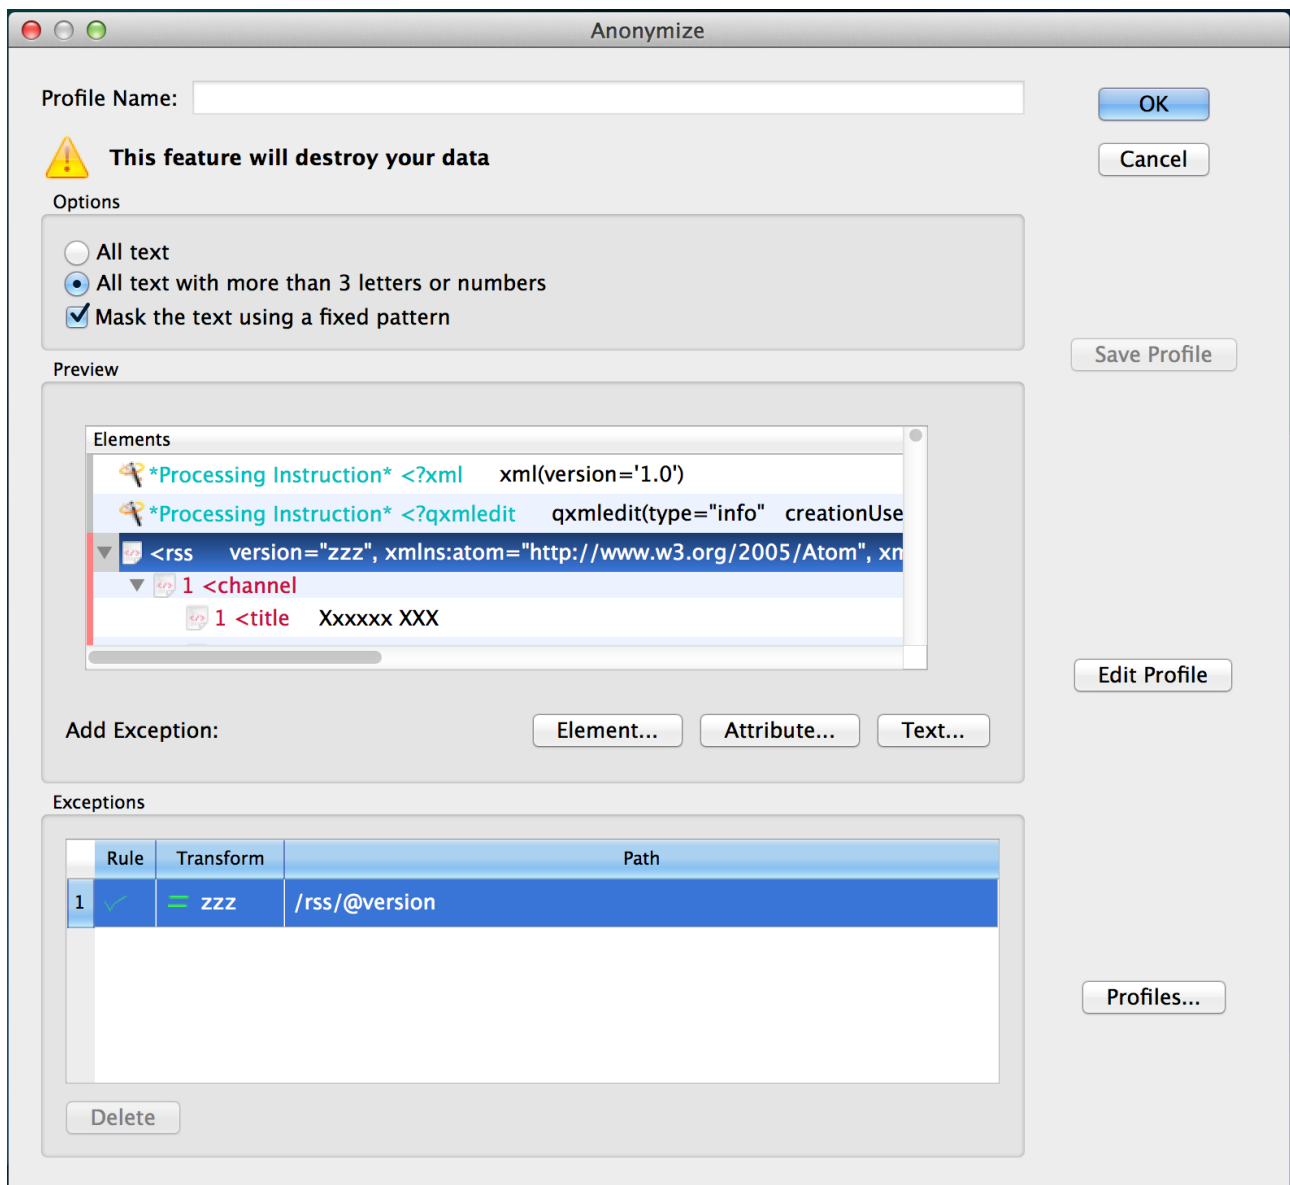 Anonymize
Profile Name:
OK
This feature will destroy your data
Cancel
Options
All text
All text with more than 3 letters or numbers
Mask the text using a fixed pattern
Save Profile
Preview
Elements
*Processing Instruction* <?xml xml(version='1.0')
*Processing Instruction* <?qxmledit qxmledit(type="info" creationUse
<rss version="zzz", xmlns:atom="http://www.w3.org/2005/Atom", xn
1 <channel
1 <title Xxxxxx XXX
Edit Profile
Add Exception: Element... Attribute... Text...
Exceptions
Rule Transform Path
1 = zzz /rss/@version
Profiles...
Delete